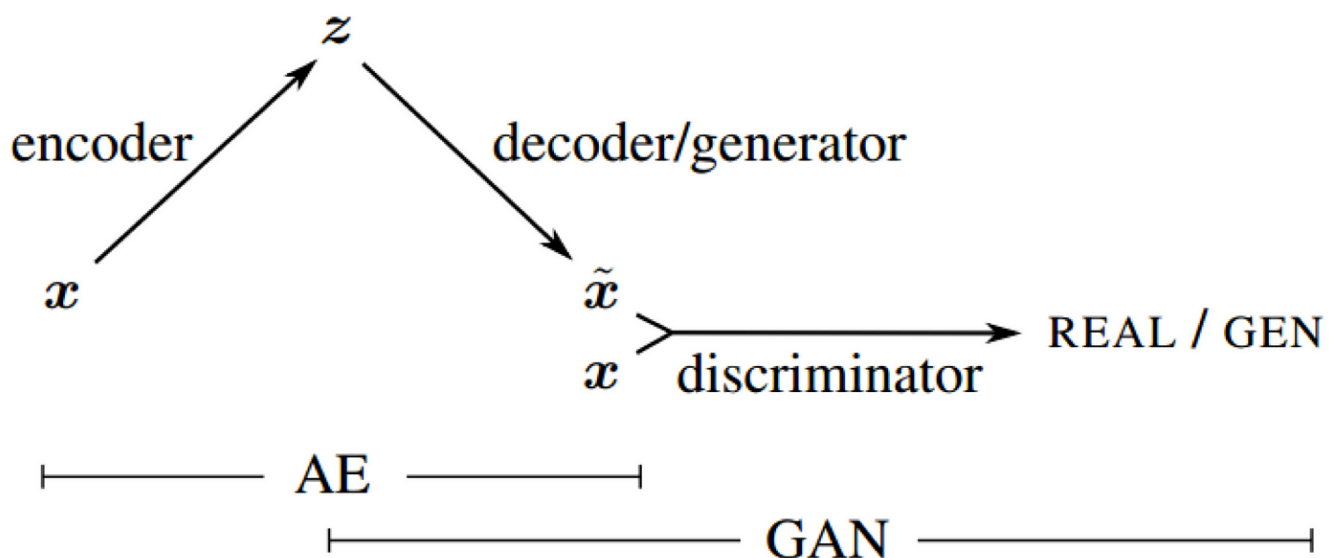 z
encoder
decoder/generator
x
x̃
x
REAL / GEN
discriminator
AE
GAN